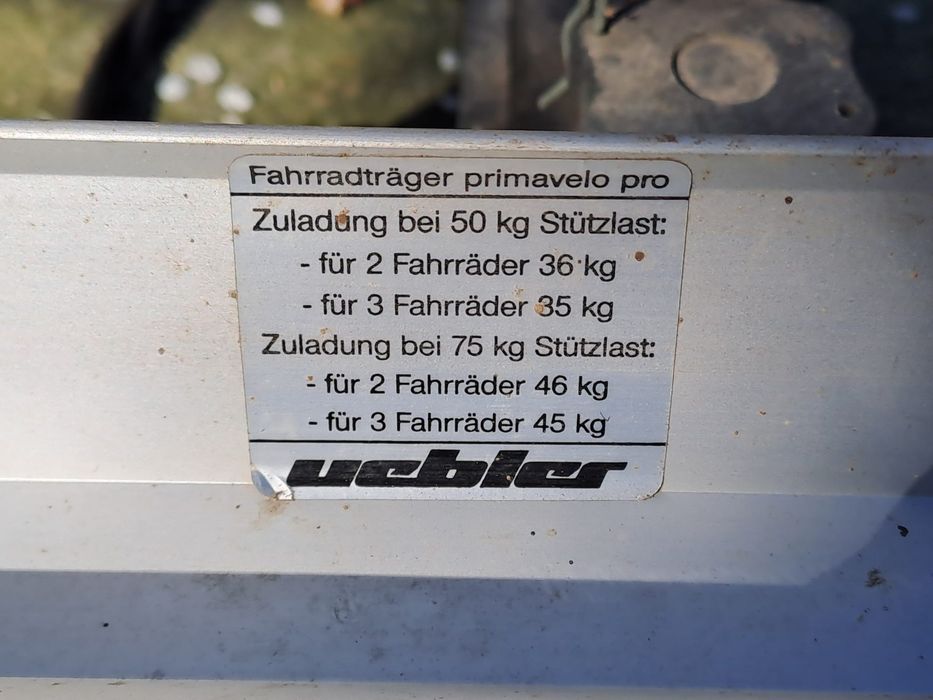 Fahrradträger primavelo pro
Zuladung bei 50 kg Stützlast:
- für 2 Fahrräder 36 kg
- für 3 Fahrräder 35 kg
Zuladung bei 75 kg Stützlast:
- für 2 Fahrräder 46 kg
- für 3 Fahrräder 45 kg
uebler